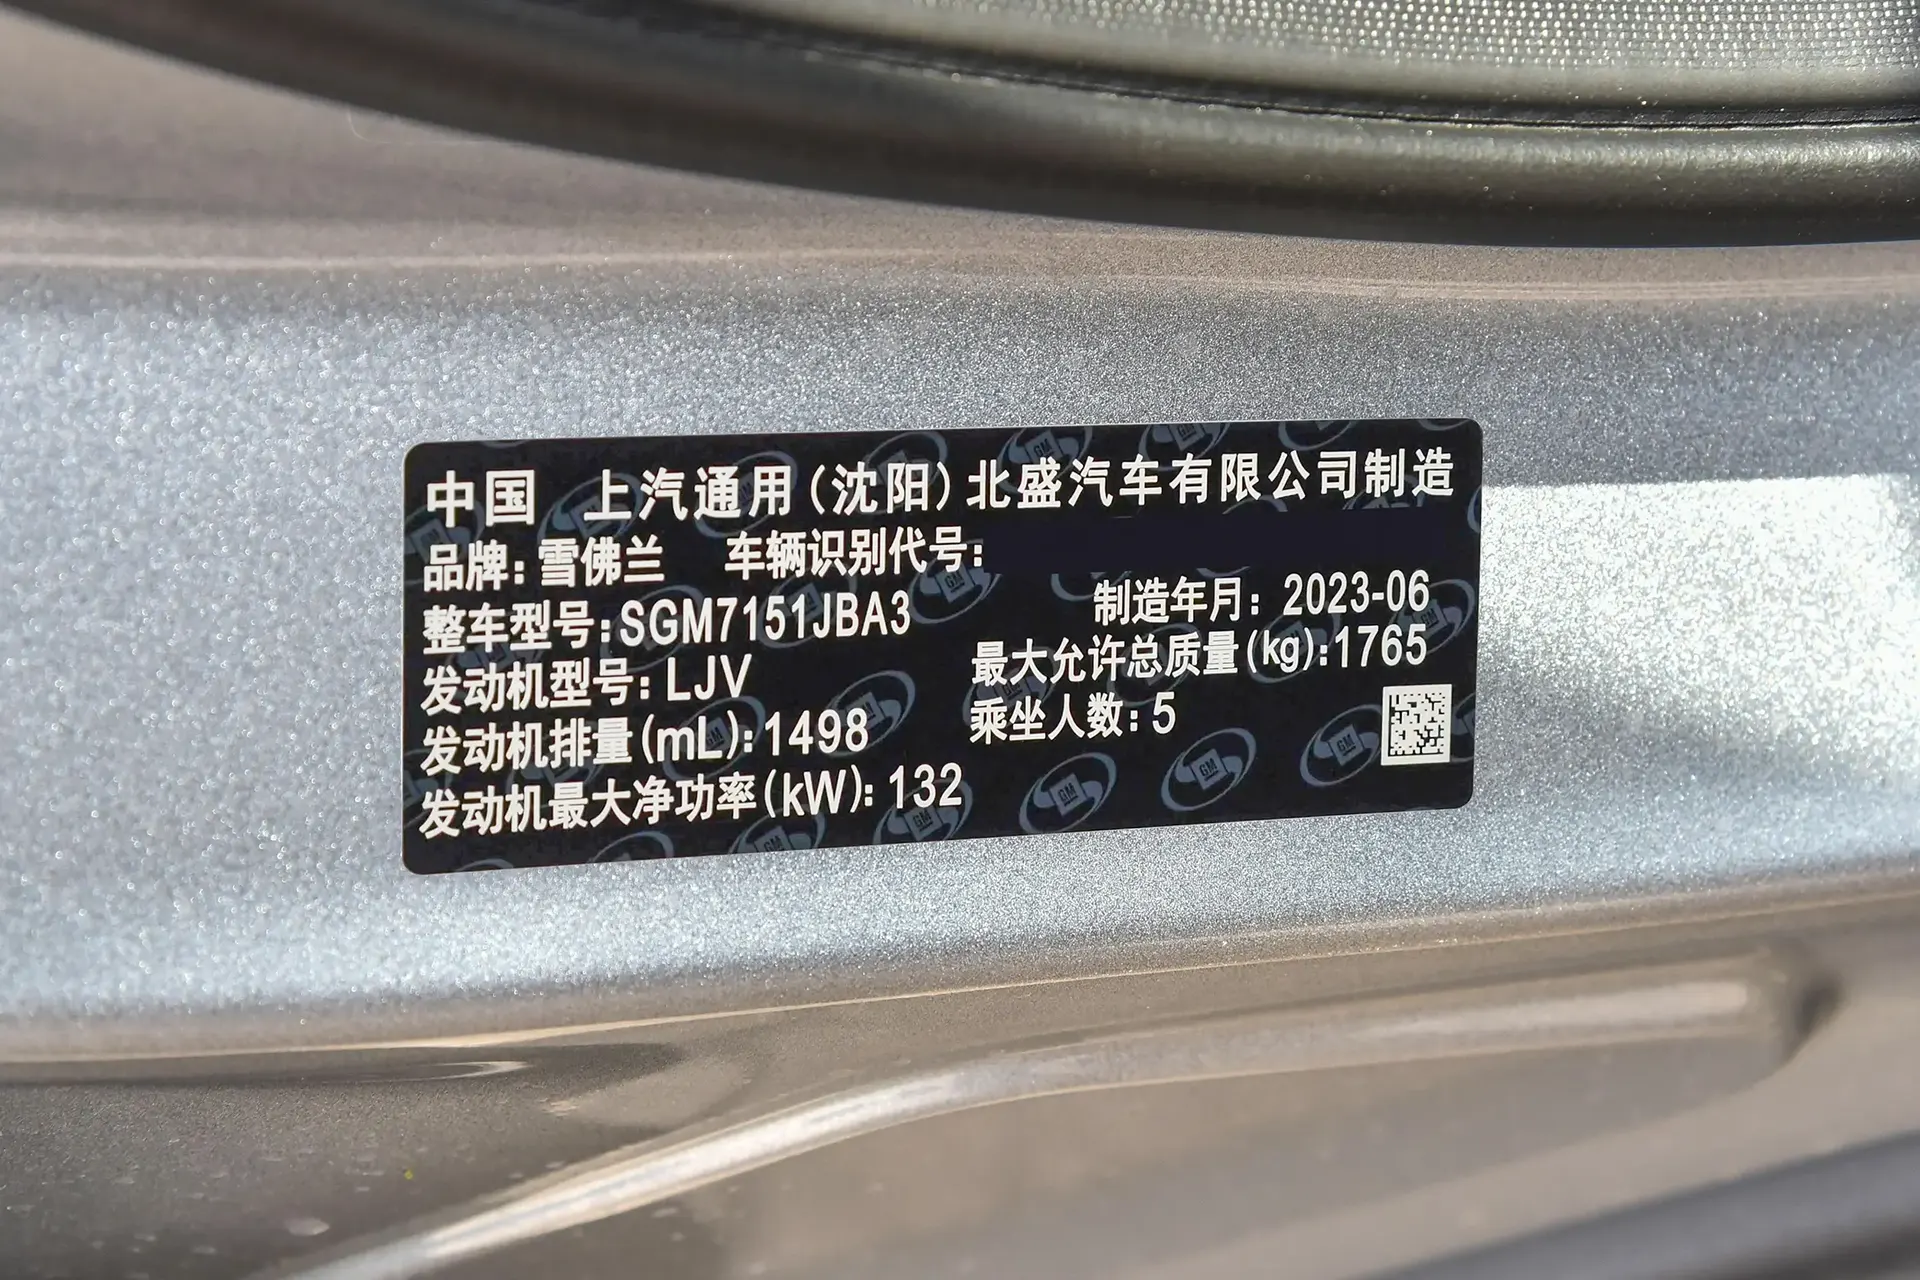 中国 上汽通用(沈阳)北盛汽车有限公司制造
品牌:雪佛兰 车辆识别代号:
整车型号:SGM7151JBA3 制造年月:2023-06
发动机型号:LJV 最大允许总质量(kg):1765
发动机排量(mL):1498 乘坐人数:5
发动机最大净功率(kW):132